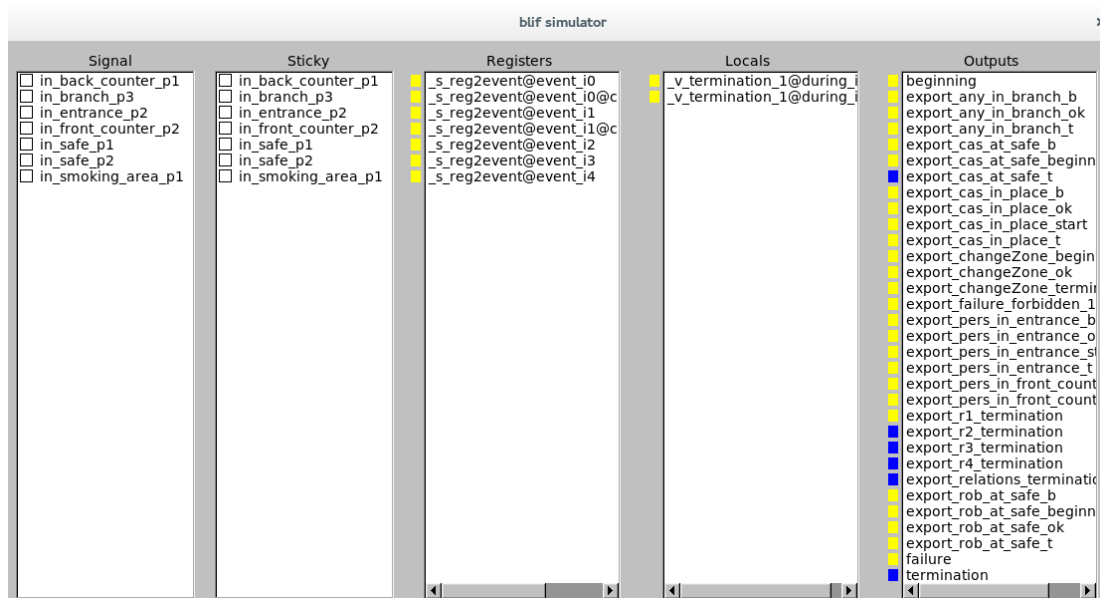 blif simulator
Signal
in_back_counter_p1
in_branch_p3
in_entrance_p2
in_front_counter_p2
in_safe_p1
in_safe_p2
in_smoking_area_p1
Sticky
in_back_counter_p1
in_branch_p3
in_entrance_p2
in_front_counter_p2
in_safe_p1
in_safe_p2
in_smoking_area_p1
Registers
_s_reg2event@event_i0
_s_reg2event@event_i0@c
_s_reg2event@event_i1
_s_reg2event@event_i1@c
_s_reg2event@event_i2
_s_reg2event@event_i3
_s_reg2event@event_i4
Locals
_v_termination_1@during_i
_v_termination_1@during_i
Outputs
beginning
export_any_in_branch_b
export_any_in_branch_ok
export_any_in_branch_t
export_cas_at_safe_b
export_cas_at_safe_beginn
export_cas_at_safe_t
export_cas_in_place_b
export_cas_in_place_ok
export_cas_in_place_start
export_cas_in_place_t
export_changeZone_begin
export_changeZone_ok
export_changeZone_termin
export_failure_forbidden_1
export_pers_in_entrance_b
export_pers_in_entrance_o
export_pers_in_entrance_st
export_pers_in_entrance_t
export_pers_in_front_count
export_pers_in_front_count
export_r1_termination
export_r2_termination
export_r3_termination
export_r4_termination
export_relations_terminatio
export_rob_at_safe_b
export_rob_at_safe_beginn
export_rob_at_safe_ok
export_rob_at_safe_t
failure
termination